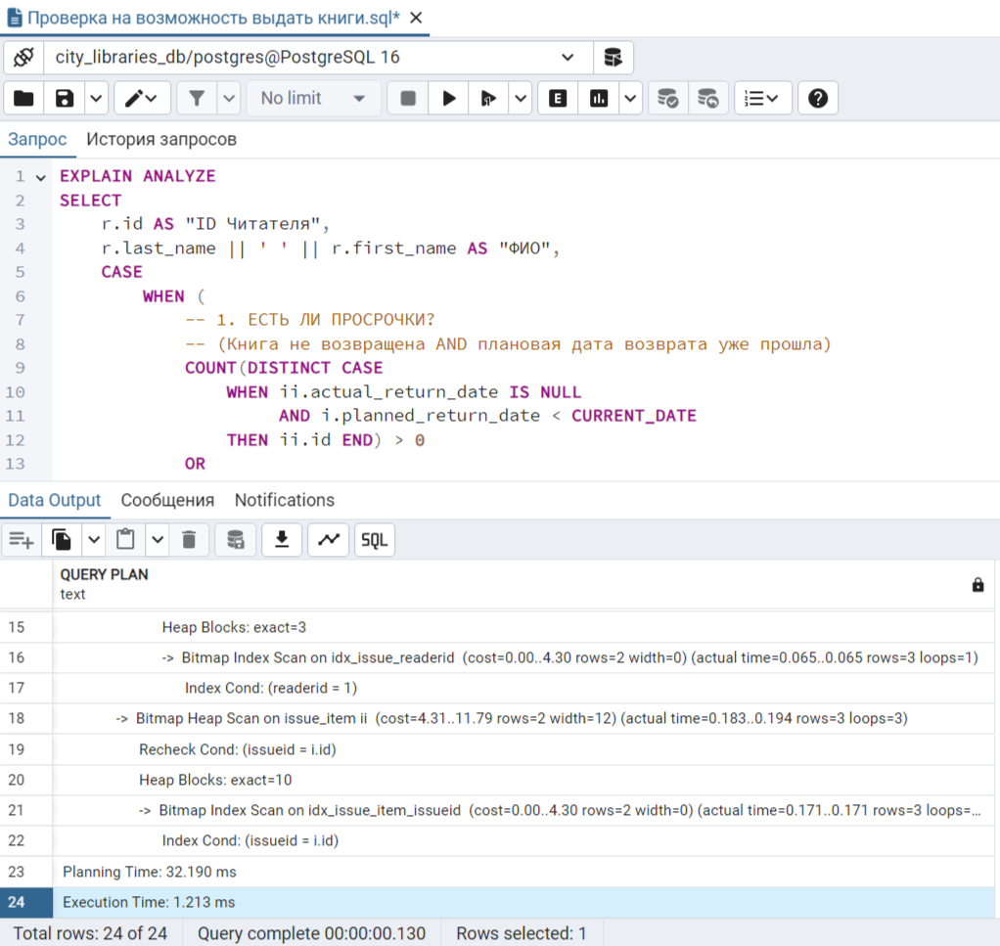 Проверка на возможность выдать книги.sql*
city_libraries_db/postgres@PostgreSQL 16
No limit
E
Запрос История запросов
1 EXPLAIN ANALYZE
2 SELECT
3 r.id AS "ID Читателя",
4 r.last_name || ' ' || r.first_name AS "ФИО",
5 CASE
6 WHEN (
7 -- 1. ЕСТЬ ЛИ ПРОСРОЧКИ?
8 -- (Книга не возвращена AND плановая дата возврата уже прошла)
9 COUNT(DISTINCT CASE
10 WHEN ii.actual_return_date IS NULL
11 AND i.planned_return_date < CURRENT_DATE
12 THEN ii.id END) > 0
13 OR
Data Output Сообщения Notifications
SQL
QUERY PLAN
text
15 Heap Blocks: exact=3
16 -> Bitmap Index Scan on idx_issue_readerid (cost=0.00..4.30 rows=2 width=0) (actual time=0.065..0.065 rows=3 loops=1)
17 Index Cond: (readerid = 1)
18 -> Bitmap Heap Scan on issue_item ii (cost=4.31..11.79 rows=2 width=12) (actual time=0.183..0.194 rows=3 loops=3)
19 Recheck Cond: (issueid = i.id)
20 Heap Blocks: exact=10
21 -> Bitmap Index Scan on idx_issue_item_issueid (cost=0.00..4.30 rows=2 width=0) (actual time=0.171..0.171 rows=3 loops=...
22 Index Cond: (issueid = i.id)
23 Planning Time: 32.190 ms
24 Execution Time: 1.213 ms
Total rows: 24 of 24 Query complete 00:00:00.130 Rows selected: 1